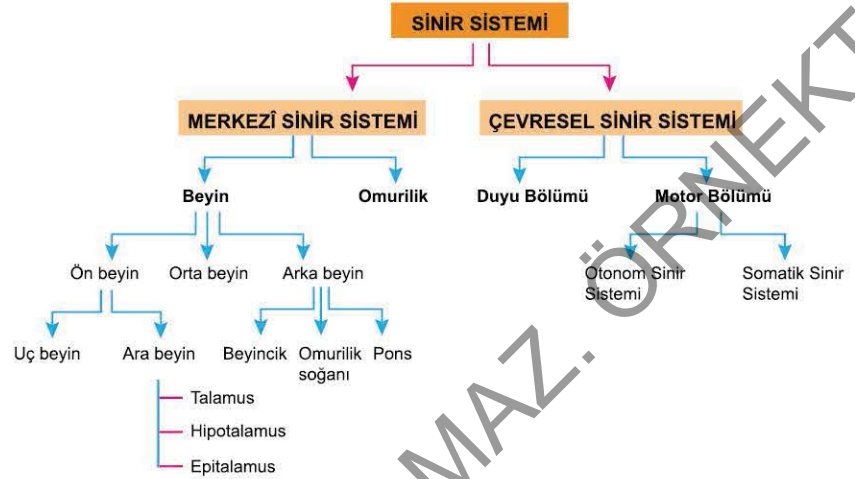 SİNİR SİSTEMİ
MERKEZÎ SİNİR SİSTEMİ
ÇEVRESEL SİNİR SİSTEMİ
Beyin
Omurilik
Duyu Bölümü
Motor Bölümü
Ön beyin
Orta beyin
Arka beyin
Otonom Sinir
Sistemi
Somatik Sinir
Sistemi
Uç beyin
Ara beyin
Beyincik
Omurilik
soğanı
Pons
Talamus
Hipotalamus
Epitalamus
MAZ. ÖRNEKT